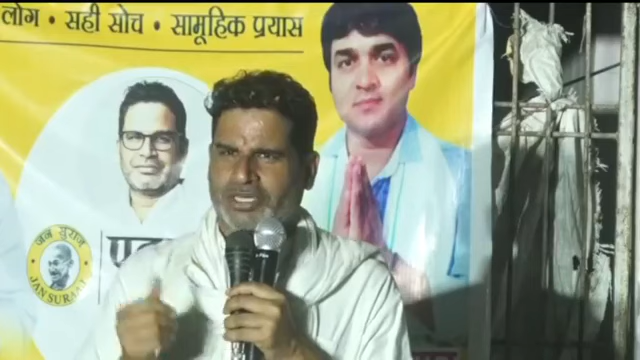 लोग • सही सोच • सामूहिक प्रयास
जन सुराज
JAN SURAAJ